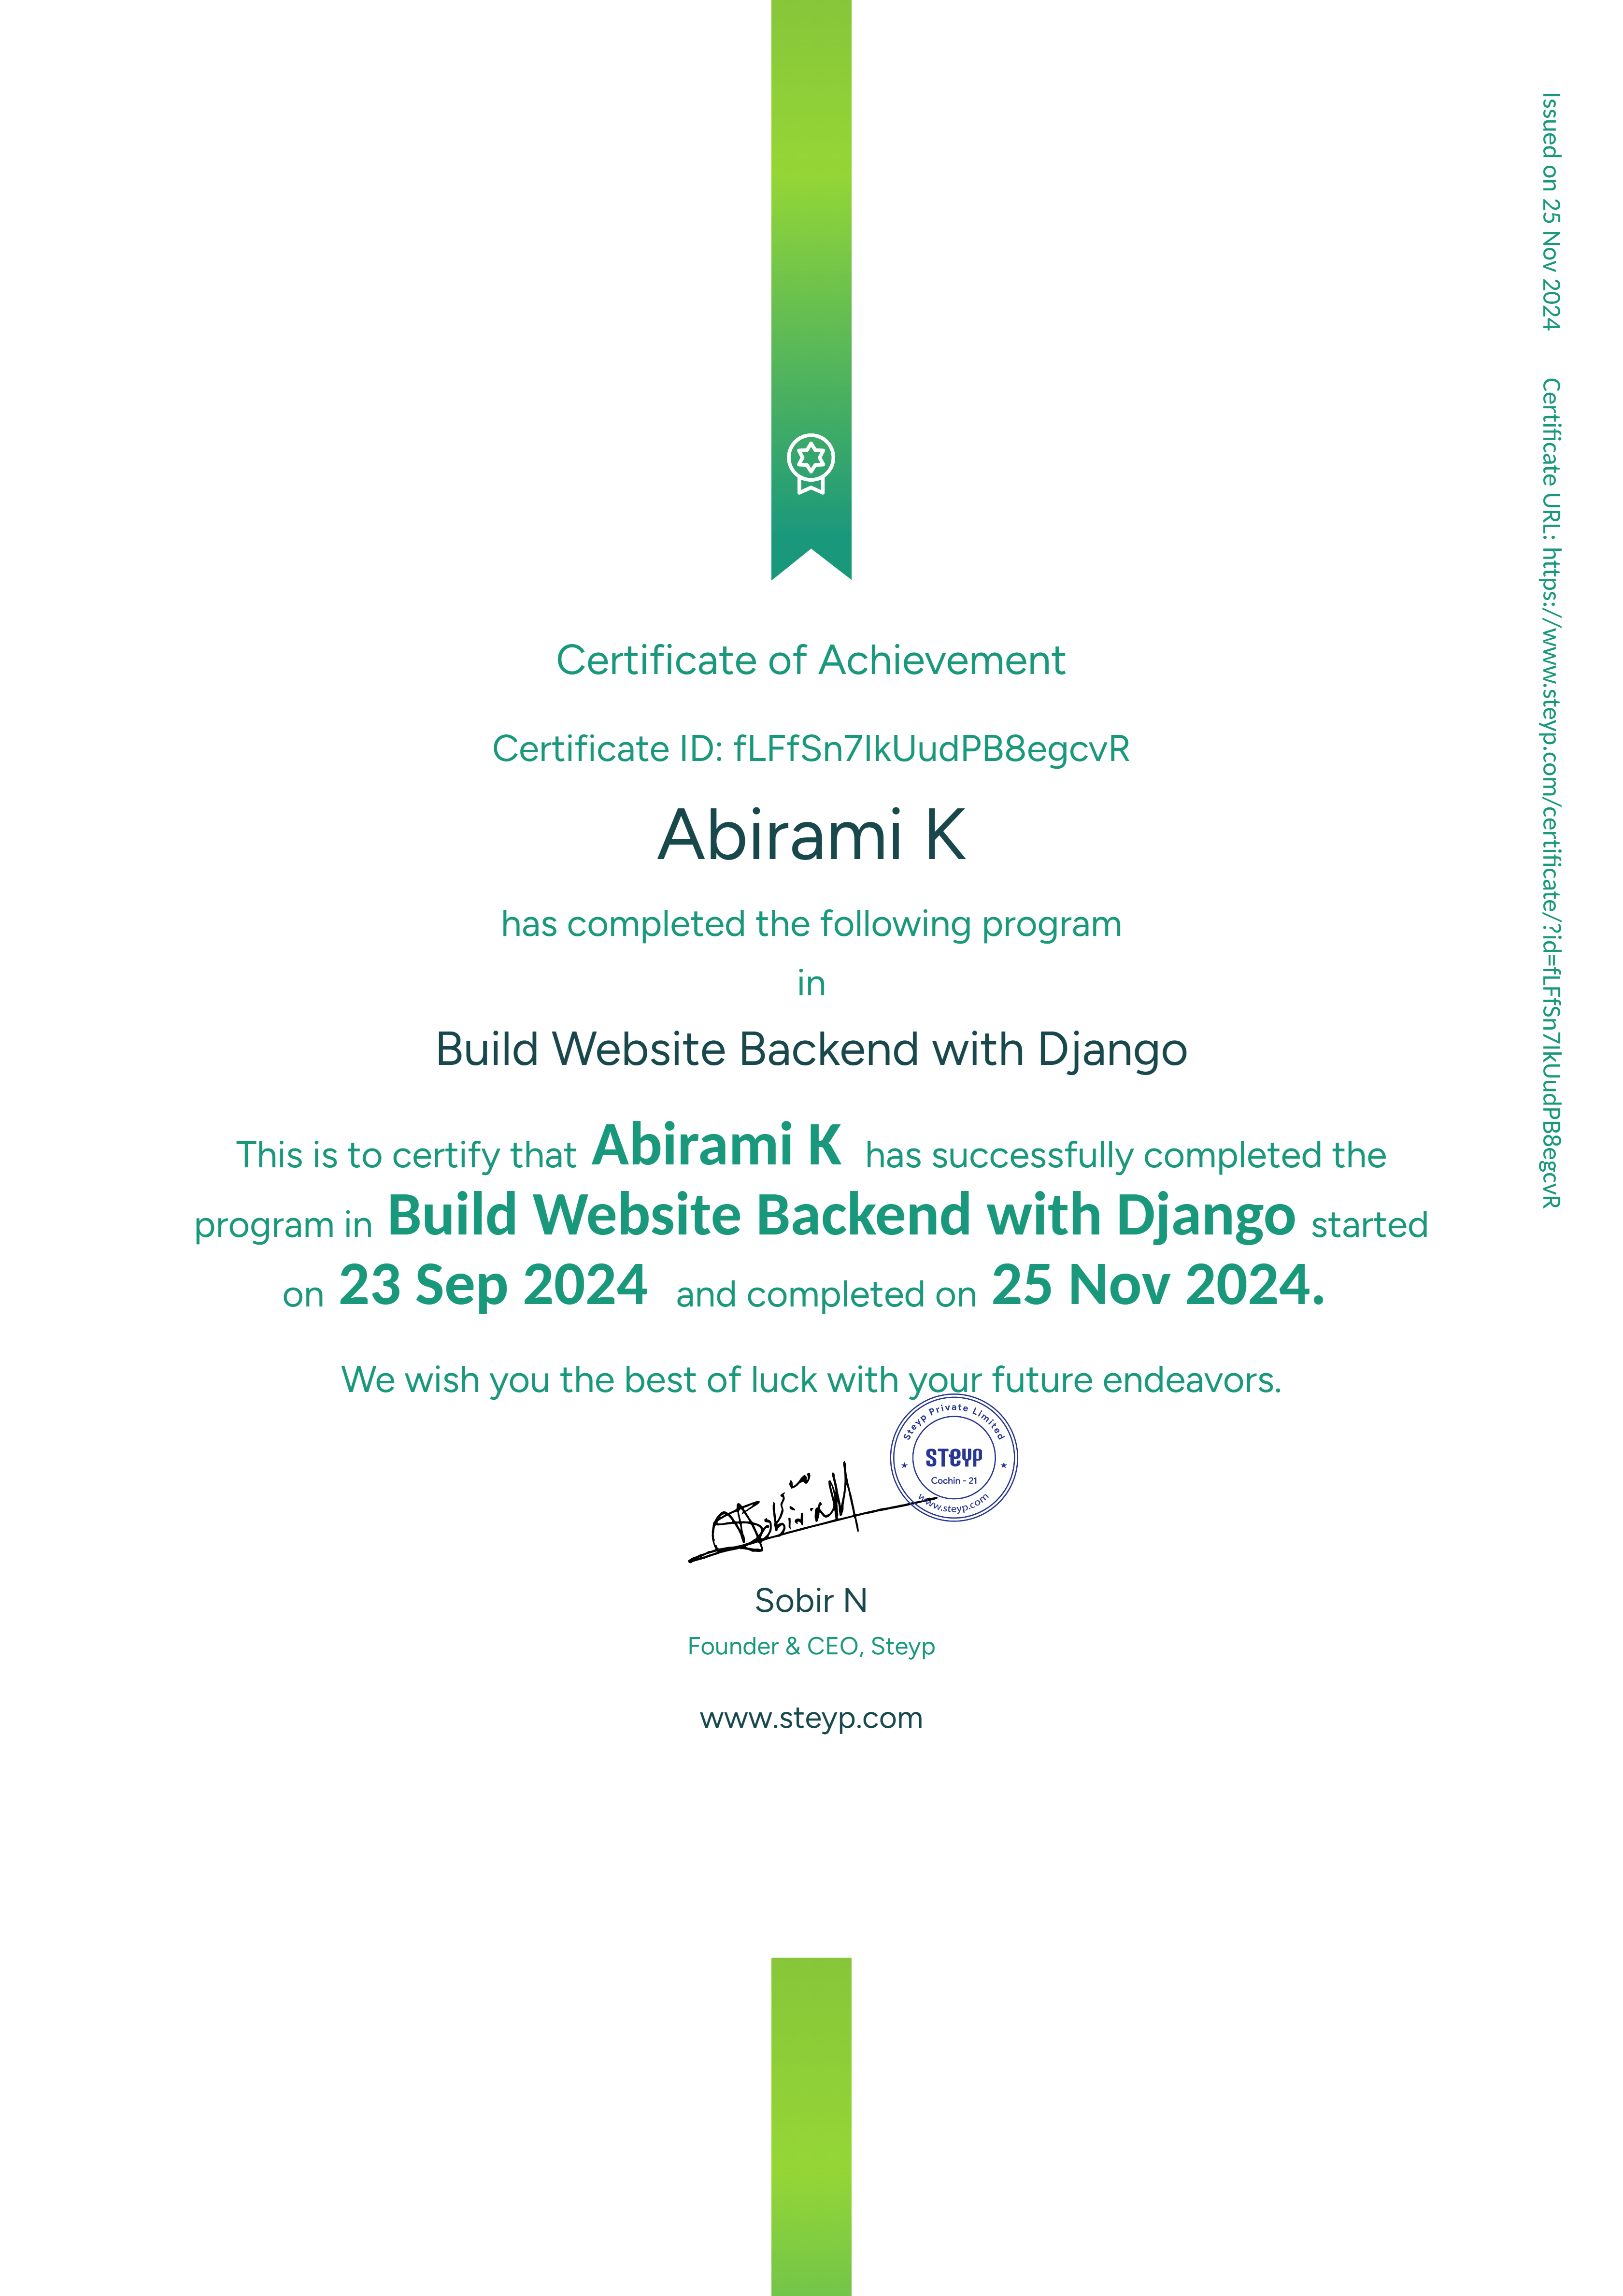 Issued on 25 Nov 2024
Certificate URL: https://www.steyp.com/certificate/?id=fLFfSn7IkUudPB8egcvR
Certificate of Achievement
Certificate ID: fLFfSn7IkUudPB8egcvR
Abirami K
has completed the following program
in
Build Website Backend with Django
This is to certify that Abirami K has successfully completed the
program in Build Website Backend with Django started
on 23 Sep 2024 and completed on 25 Nov 2024.
We wish you the best of luck with your future endeavors.
Steyp Private Limited
STEYP
Cochin - 21
www.steyp.com
Sobir N
Founder & CEO, Steyp
www.steyp.com